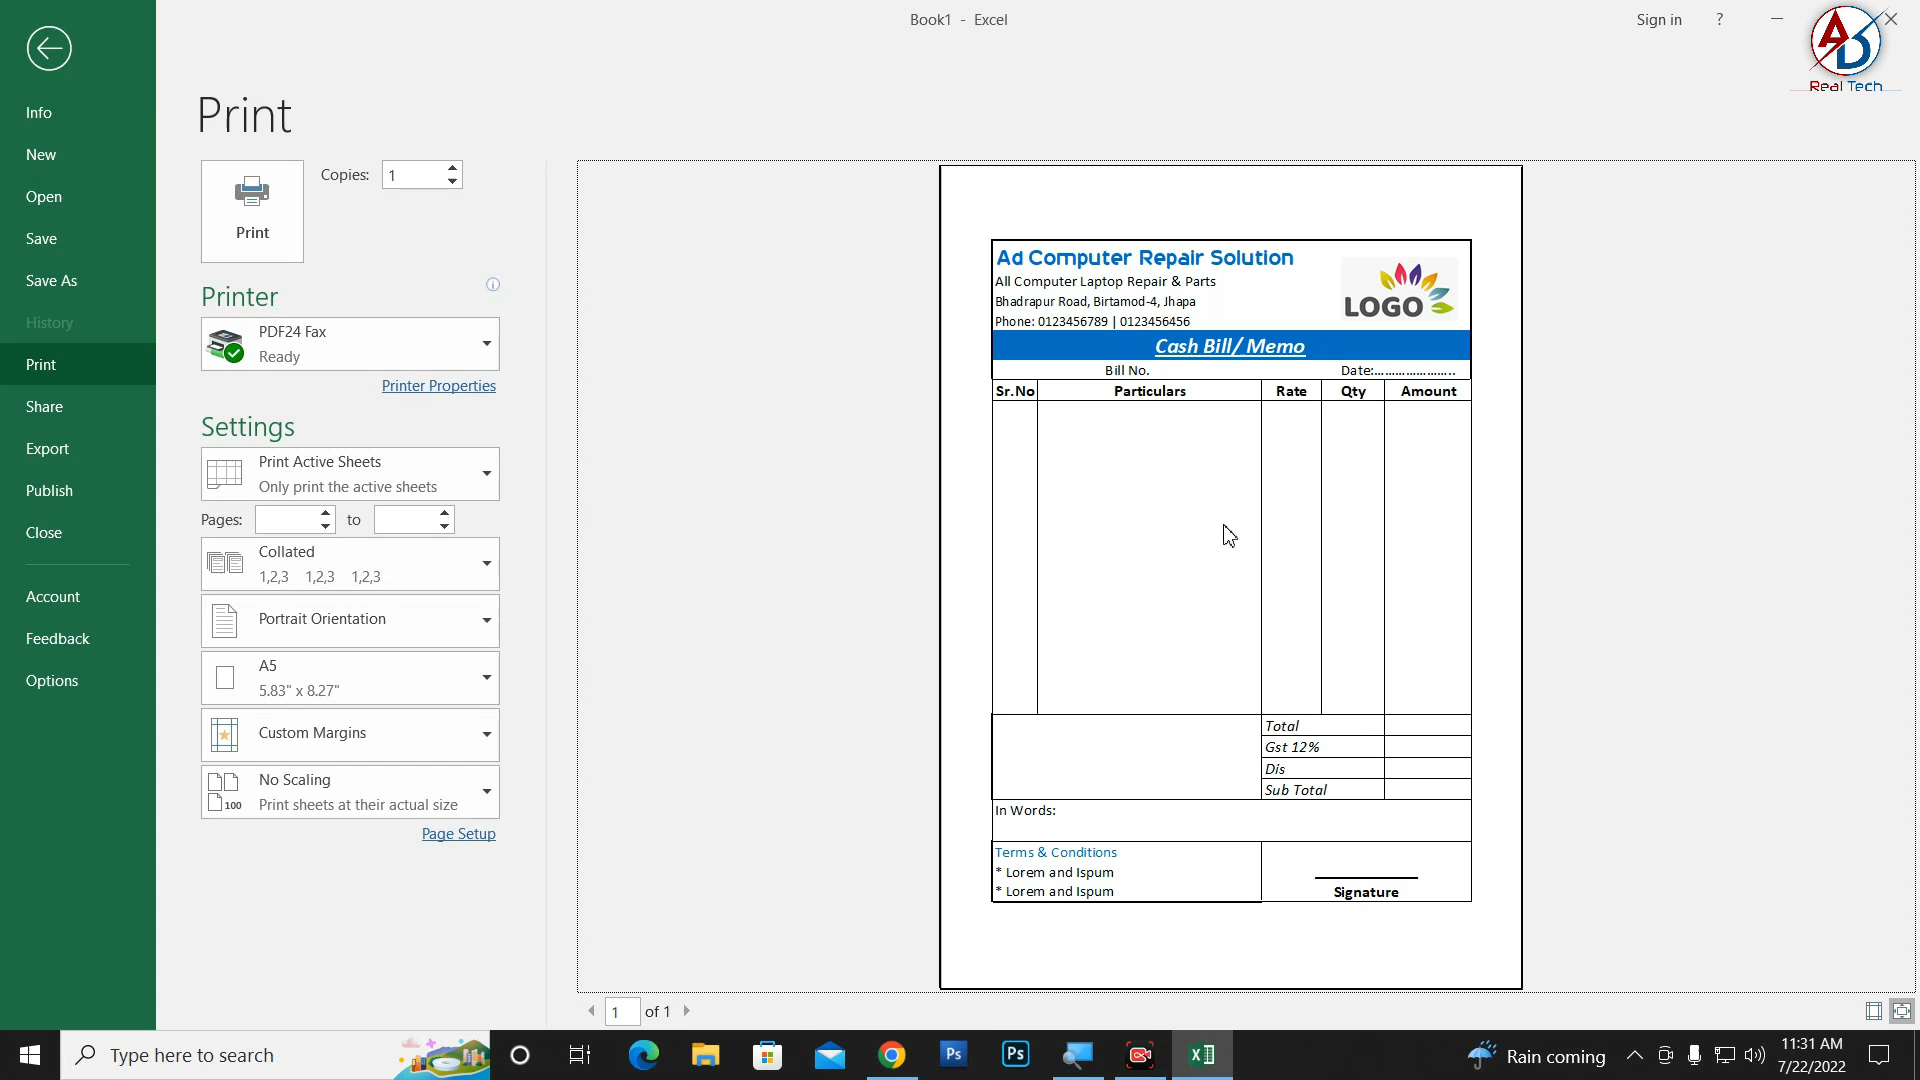 Book1 - Excel
Sign in ?
AD
Real Tech
Info
New
Open
Save
Save As
History
Print
Share
Export
Publish
Close
Account
Feedback
Options
Print
Print
Copies: 1
Printer
PDF24 Fax
Ready
Printer Properties
Settings
Print Active Sheets
Only print the active sheets
Pages: to
Collated
1,2,3 1,2,3 1,2,3
Portrait Orientation
A5
5.83" x 8.27"
Custom Margins
No Scaling
100 Print sheets at their actual size
Page Setup
Ad Computer Repair Solution
All Computer Laptop Repair & Parts
Bhadrapur Road, Birtamod-4, Jhapa
Phone: 0123456789 | 0123456456
LOGO
Cash Bill/ Memo
Bill No. Date:.....................
Sr.No Particulars Rate Qty Amount
Total
Gst 12%
Dis
Sub Total
In Words:
Terms & Conditions
* Lorem and Ispum
* Lorem and Ispum
Signature
1 of 1
Type here to search
Ps
Ps
Rain coming
11:31 AM
7/22/2022